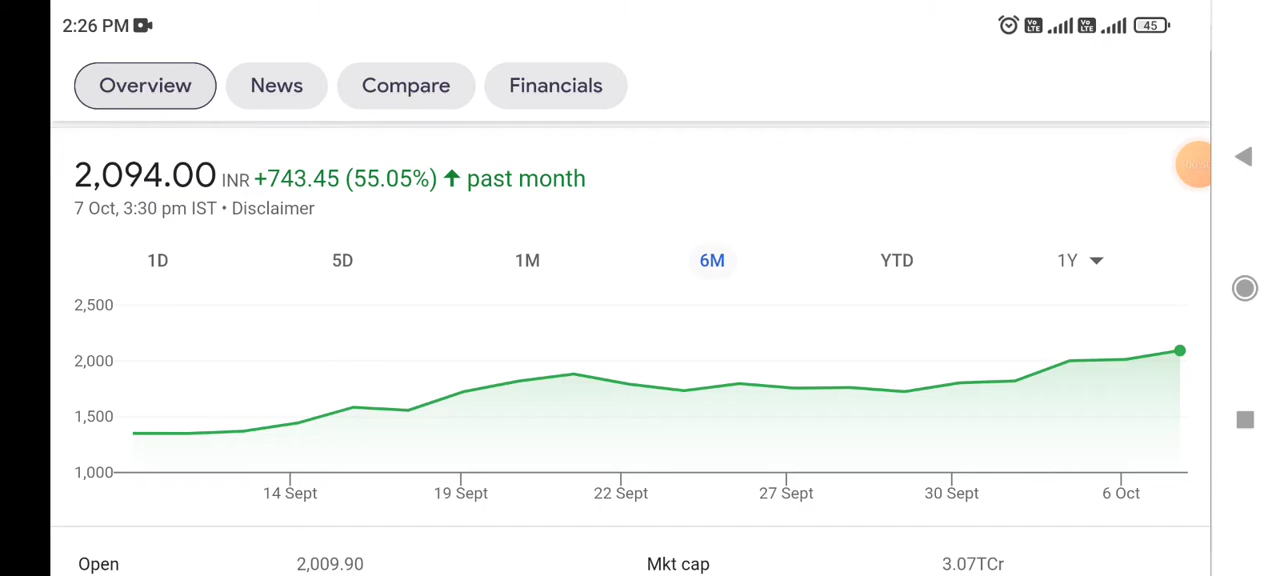 2:26 PM 45
Overview News Compare Financials
2,094.00 INR +743.45 (55.05%) ↑ past month
7 Oct, 3:30 pm IST • Disclaimer
1D 5D 1M 6M YTD 1Y
2,500
2,000
1,500
1,000
14 Sept 19 Sept 22 Sept 27 Sept 30 Sept 6 Oct
Open 2,009.90 Mkt cap 3.07TCr